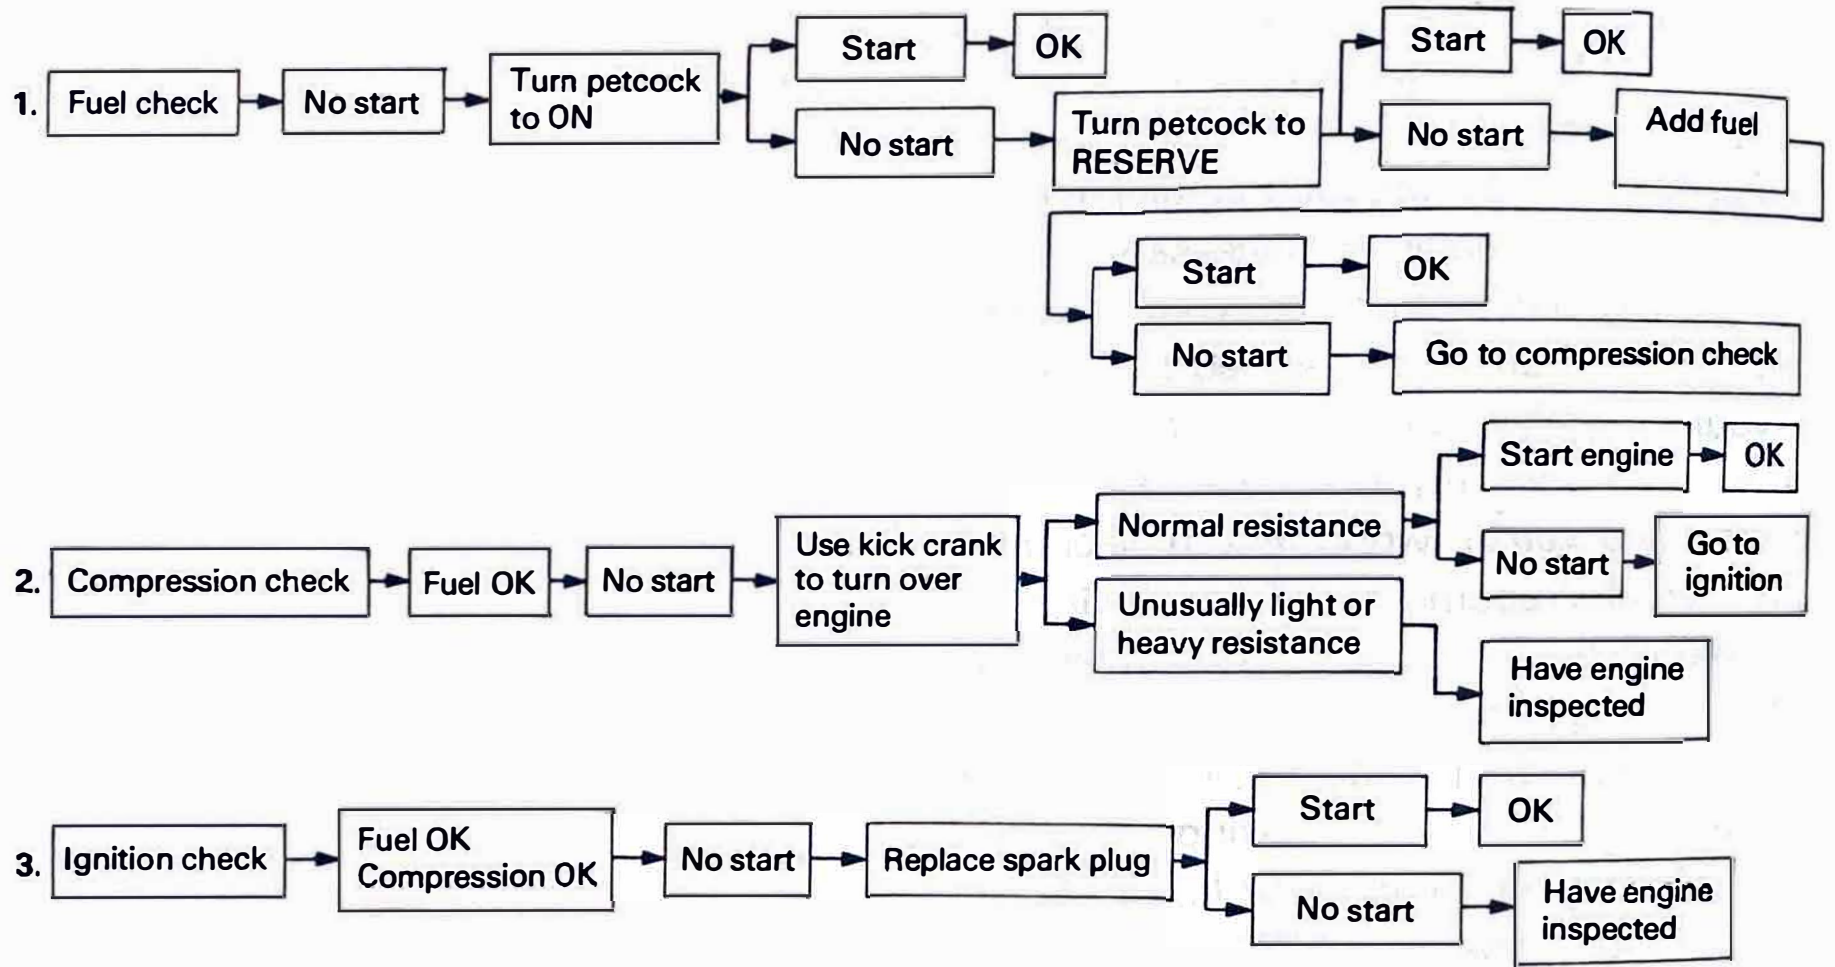 1.
Fuel check
No start
Turn petcock
to ON
Start
OK
No start
Turn petcock to
RESERVE
Start
OK
No start
Add fuel
Start
OK
No start
Go to compression check
2.
Compression check
Fuel OK
No start
Use kick crank
to turn over
engine
Normal resistance
Start engine
OK
No start
Go to
ignition
Unusually light or
heavy resistance
Have engine
inspected
3.
Ignition check
Fuel OK
Compression OK
No start
Replace spark plug
Start
OK
No start
Have engine
inspected